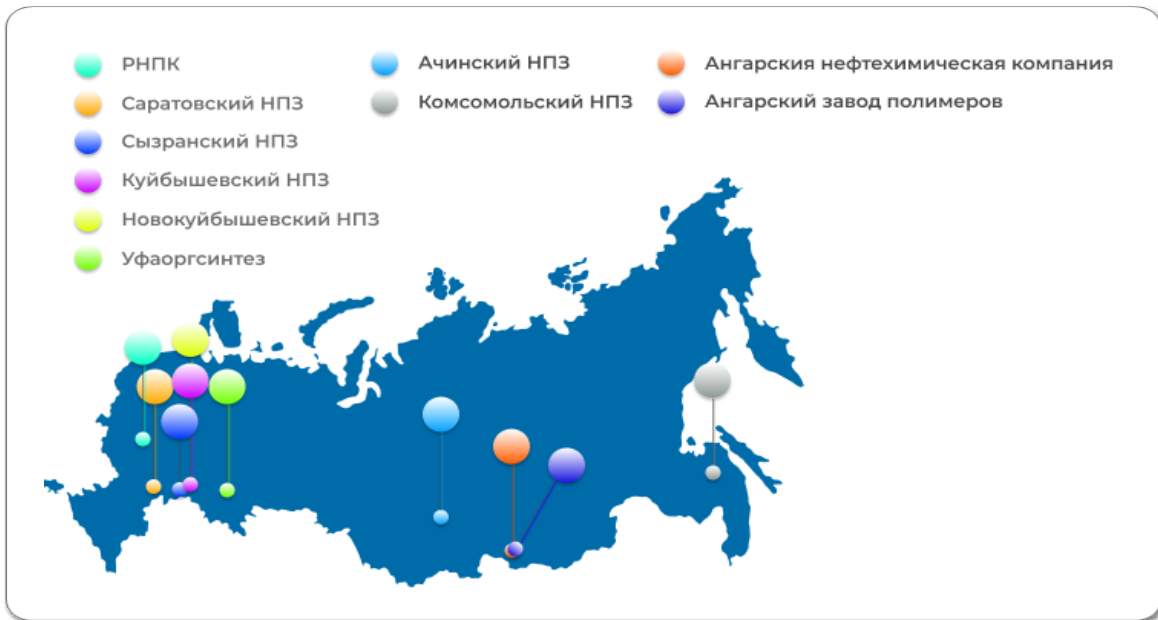 РНПК
Саратовский НПЗ
Сызранский НПЗ
Куйбышевский НПЗ
Новокуйбышевский НПЗ
Уфаоргсинтез
Ачинский НПЗ
Комсомольский НПЗ
Ангарския нефтехимическая компания
Ангарский завод полимеров